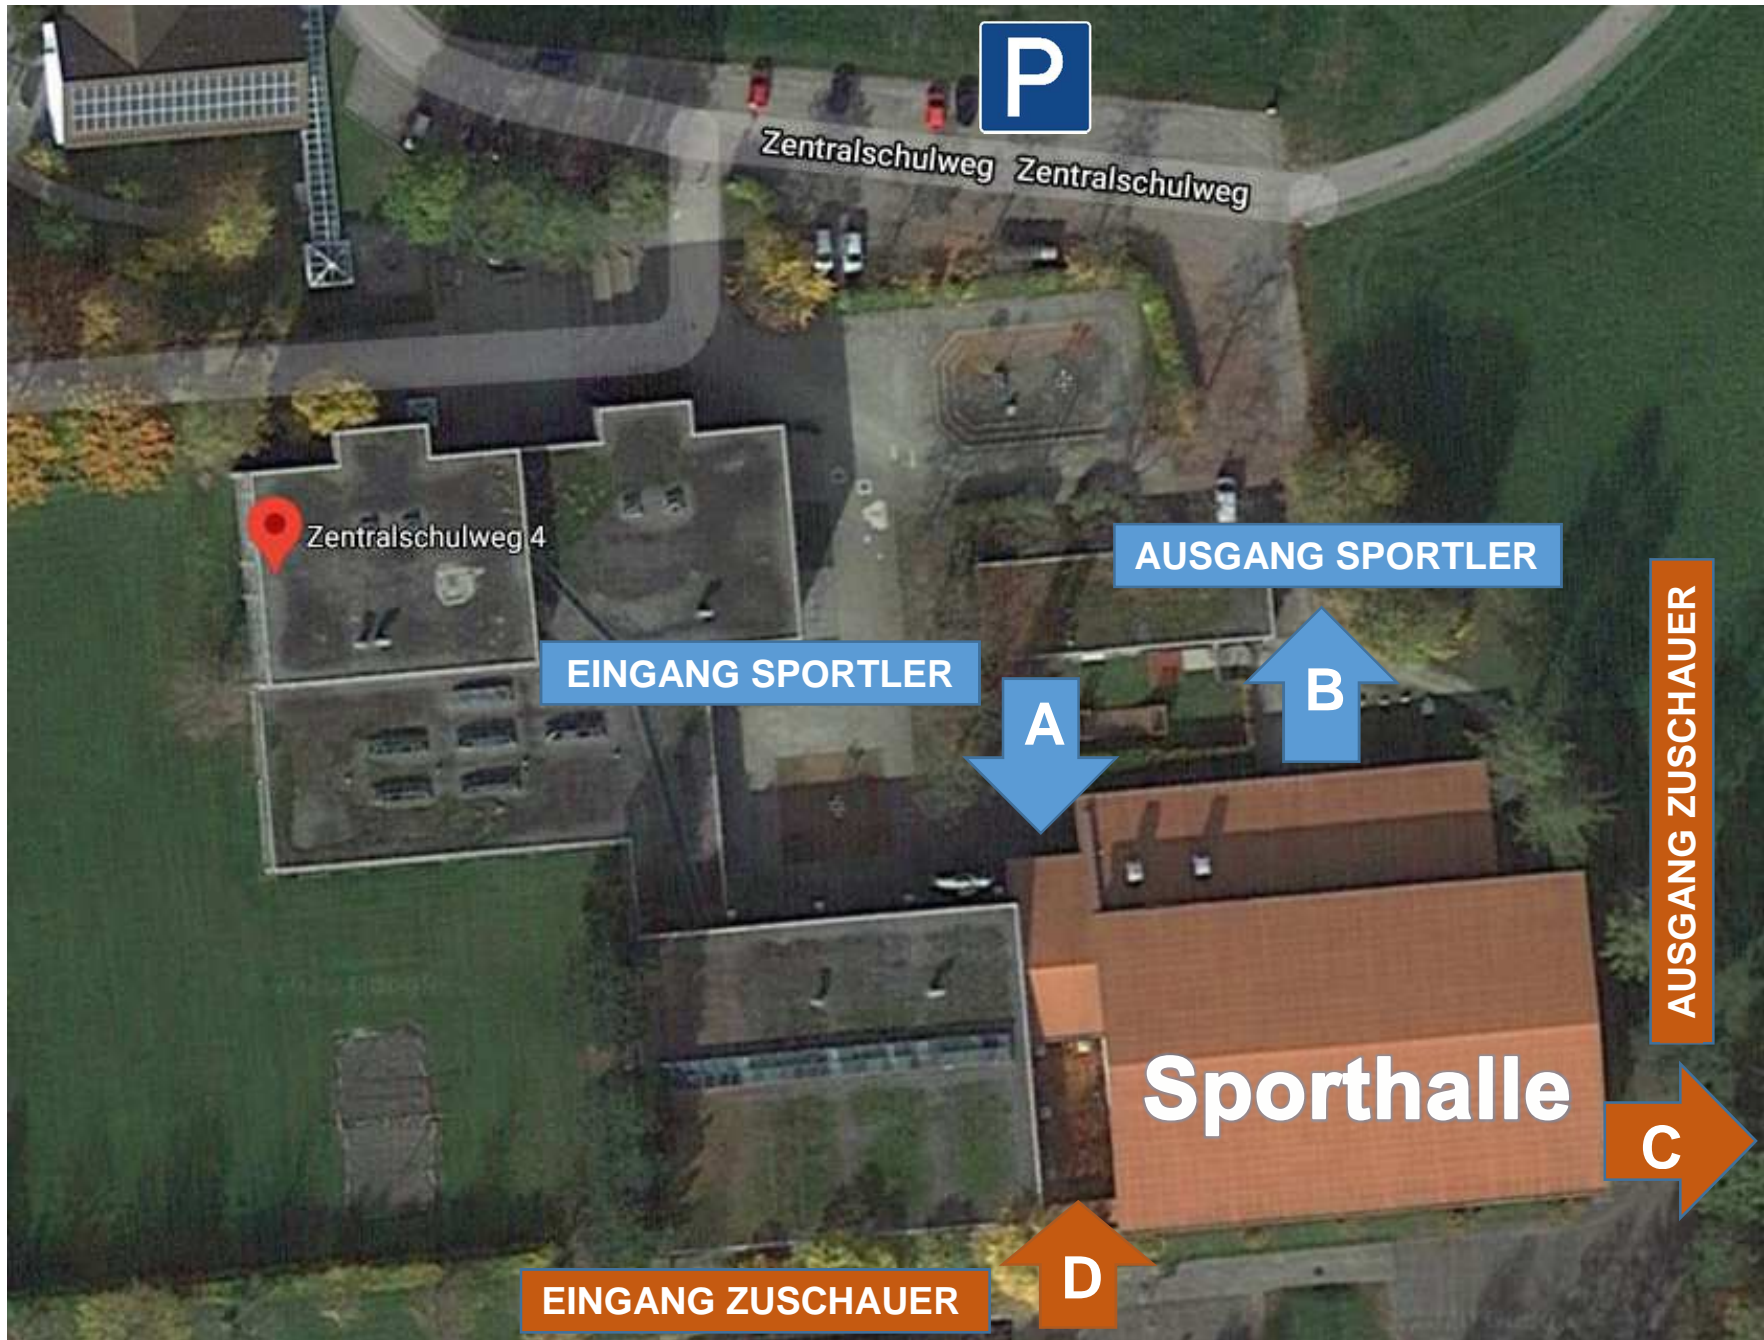 P
Zentralschulweg Zentralschulweg
Zentralschulweg 4
AUSGANG SPORTLER
EINGANG SPORTLER
A
B
AUSGANG ZUSCHAUER
Sporthalle
C
D
EINGANG ZUSCHAUER